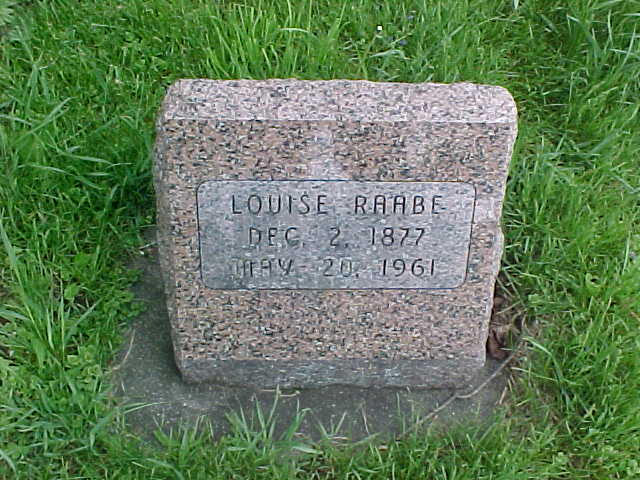 LOUISE RAABE
DEC. 2, 1877
MAY 20, 1961